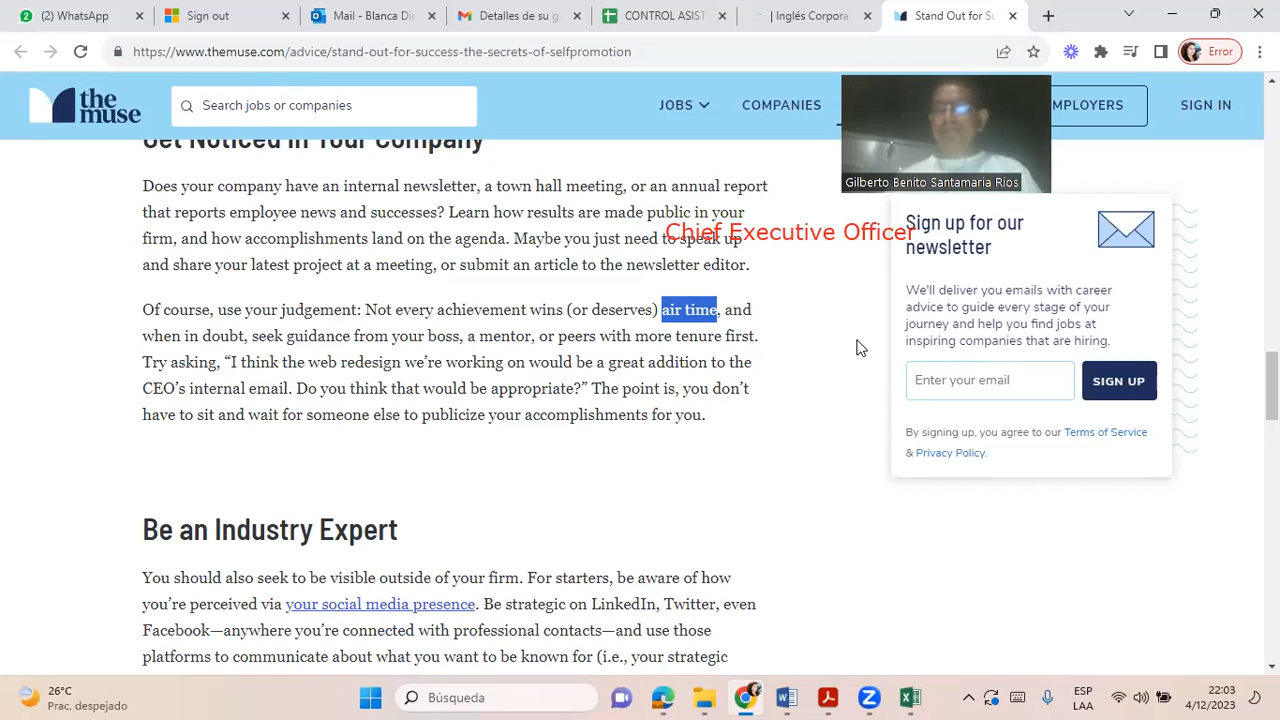 (2) WhatsApp
Sign out
Mail - Blanca Di
Detalles de su g
CONTROL ASIST
Inglés Corpora
Stand Out for Su
https://www.themuse.com/advice/stand-out-for-success-the-secrets-of-selfpromotion
Error
the muse
Search jobs or companies
JOBS
COMPANIES
MPLOYERS
SIGN IN
Get Noticed in Your Company
Gilberto Benito Santamaria Rios
Does your company have an internal newsletter, a town hall meeting, or an annual report
that reports employee news and successes? Learn how results are made public in your
firm, and how accomplishments land on the agenda. Maybe you just need to speak up
and share your latest project at a meeting, or submit an article to the newsletter editor.
Chief Executive Officer
Of course, use your judgement: Not every achievement wins (or deserves) air time, and
when in doubt, seek guidance from your boss, a mentor, or peers with more tenure first.
Try asking, “I think the web redesign we’re working on would be a great addition to the
CEO’s internal email. Do you think that would be appropriate?” The point is, you don’t
have to sit and wait for someone else to publicize your accomplishments for you.
Sign up for our
newsletter
We'll deliver you emails with career
advice to guide every stage of your
journey and help you find jobs at
inspiring companies that are hiring.
Enter your email
SIGN UP
By signing up, you agree to our Terms of Service
& Privacy Policy.
Be an Industry Expert
You should also seek to be visible outside of your firm. For starters, be aware of how
you’re perceived via your social media presence. Be strategic on LinkedIn, Twitter, even
Facebook—anywhere you’re connected with professional contacts—and use those
platforms to communicate about what you want to be known for (i.e., your strategic
26°C
Prac. despejado
Búsqueda
ESP
LAA
22:03
4/12/2023